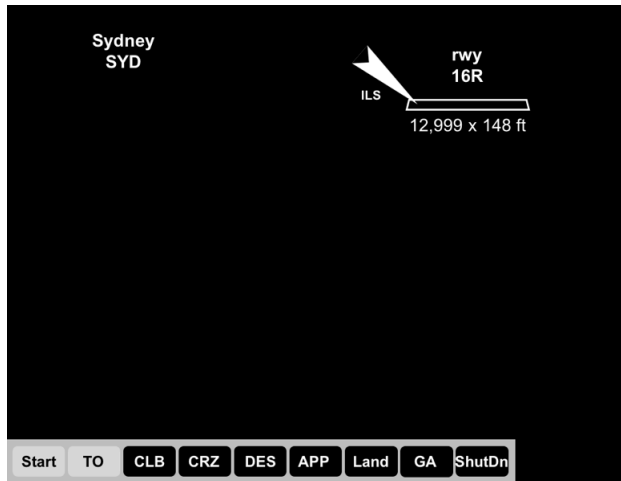 Sydney
SYD
rwy
16R
ILS
12,999 x 148 ft
Start TO CLB CRZ DES APP Land GA ShutDn